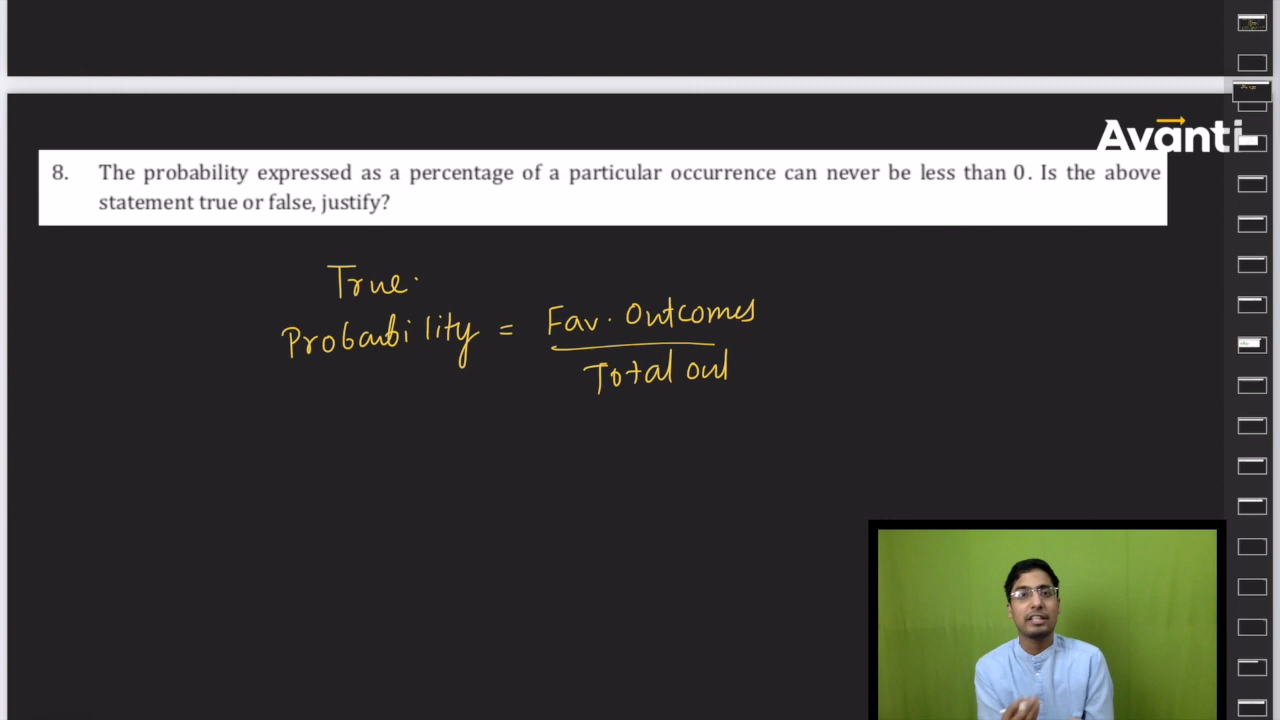 Avanti
8. The probability expressed as a percentage of a particular occurrence can never be less than 0. Is the above
statement true or false, justify?
True.
Probability = Fav. Outcomes
Total out